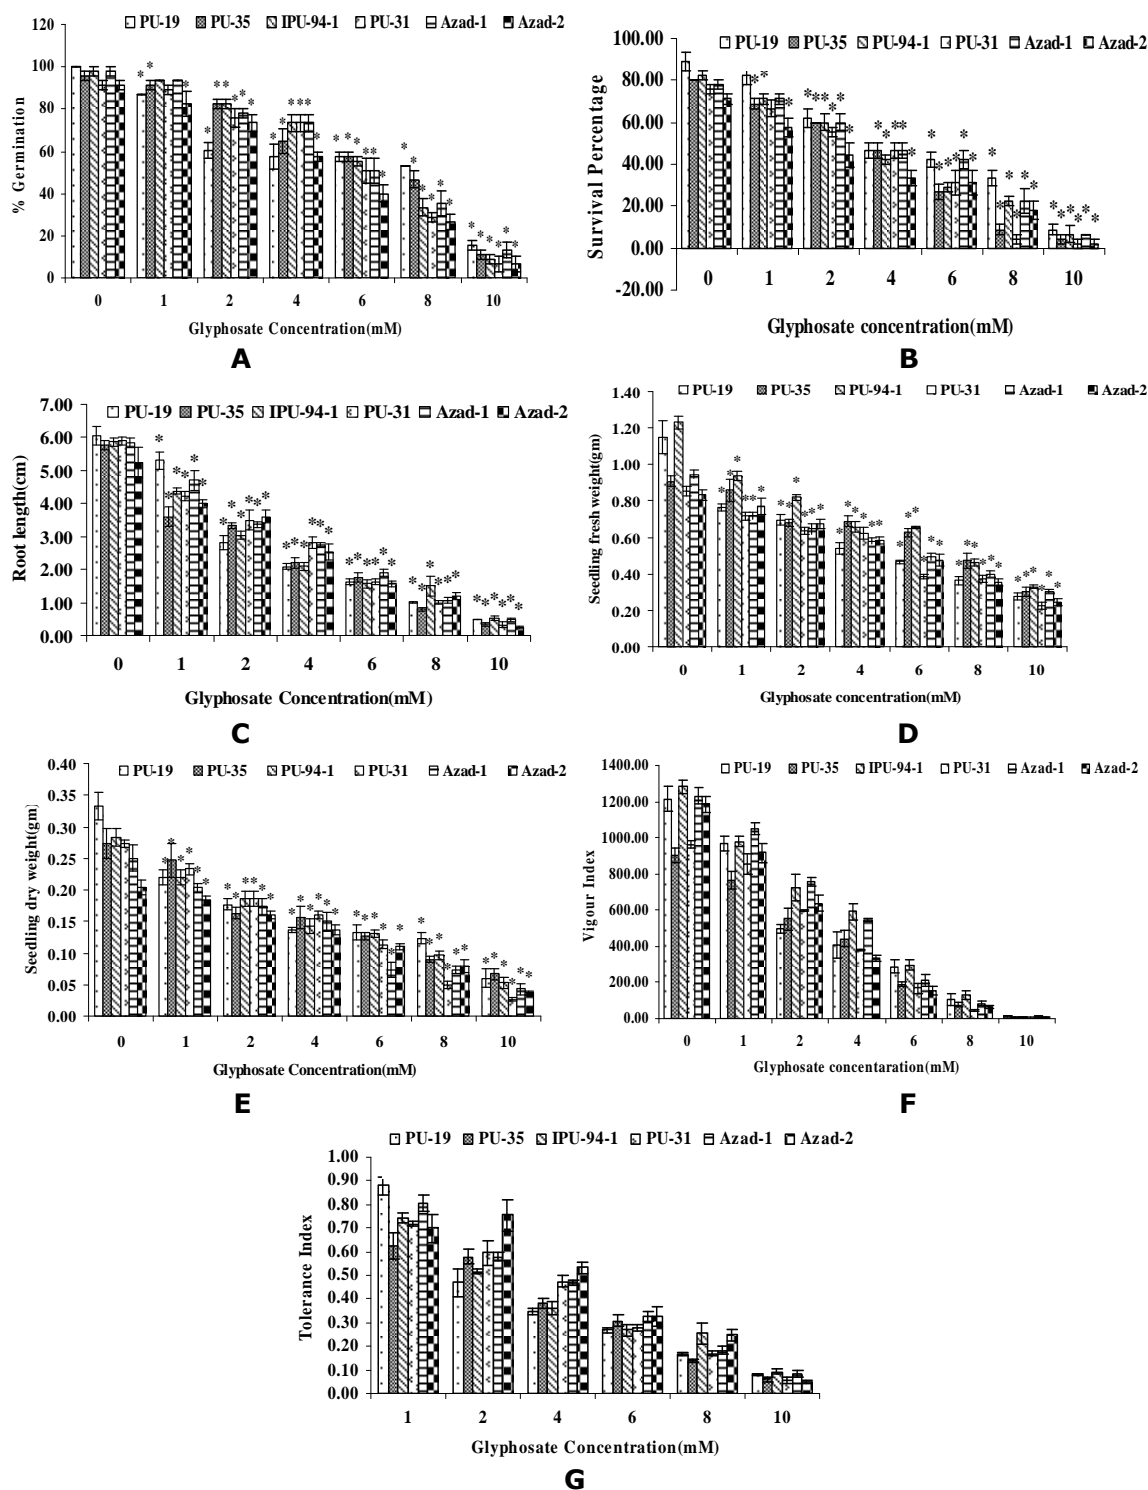 PU-19 PU-35 IPU-94-1 PU-31 Azad-1 Azad-2
120
100
80
60
40
20
0
% Germination
0 1 2 4 6 8 10
Glyphosate Concentration(mM)
A
PU-19 PU-35 PU-94-1 PU-31 Azad-1 Azad-2
100.00
80.00
60.00
40.00
20.00
0.00
-20.00
Survival Percentage
0 1 2 4 6 8 10
Glyphosate concentration(mM)
B
PU-19 PU-35 IPU-94-1 PU-31 Azad-1 Azad-2
7.00
6.00
5.00
4.00
3.00
2.00
1.00
0.00
Root length(cm)
0 1 2 4 6 8 10
Glyphosate Concentration(mM)
C
PU-19 PU-35 PU-94-1 PU-31 Azad-1 Azad-2
1.40
1.20
1.00
0.80
0.60
0.40
0.20
0.00
Seedling fresh weight(gm)
0 1 2 4 6 8 10
Glyphosate concentration(mM)
D
PU-19 PU-35 PU-94-1 PU-31 Azad-1 Azad-2
0.40
0.35
0.30
0.25
0.20
0.15
0.10
0.05
0.00
Seedling dry weight(gm)
0 1 2 4 6 8 10
Glyphosate Concentration(mM)
E
PU-19 PU-35 IPU-94-1 PU-31 Azad-1 Azad-2
1400.00
1200.00
1000.00
800.00
600.00
400.00
200.00
0.00
Vigour Index
0 1 2 4 6 8 10
Glyphosate concentaration(mM)
F
PU-19 PU-35 IPU-94-1 PU-31 Azad-1 Azad-2
1.00
0.90
0.80
0.70
0.60
0.50
0.40
0.30
0.20
0.10
0.00
Tolerance Index
1 2 4 6 8 10
Glyphosate Concentration(mM)
G